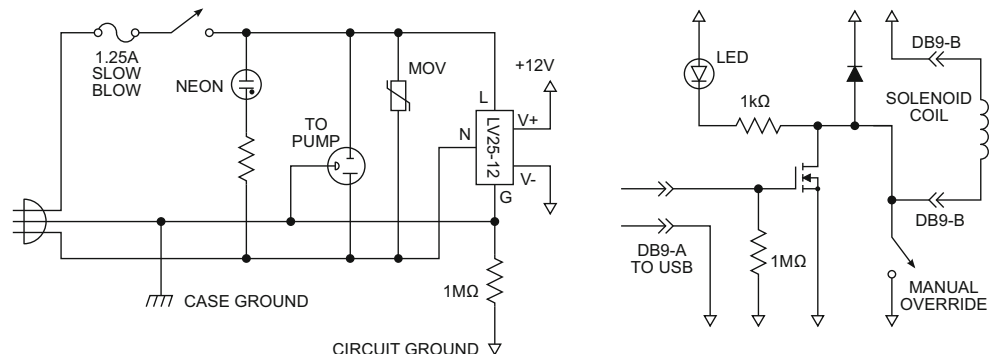 1.25A
SLOW
BLOW
NEON
TO
PUMP
MOV
+12V
L
V+
N
LV25-12
V-
G
1MΩ
CASE GROUND
CIRCUIT GROUND
LED
1kΩ
DB9-B
SOLENOID
COIL
DB9-B
DB9-A
TO USB
1MΩ
MANUAL
OVERRIDE